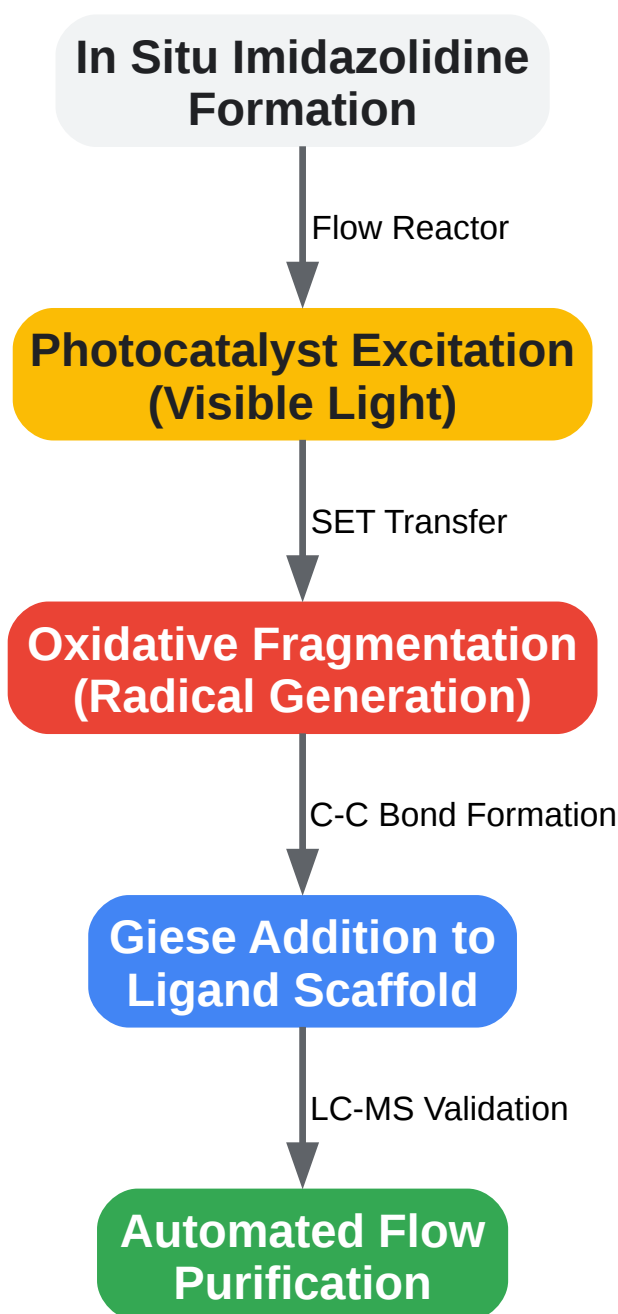 In Situ Imidazolidine
Formation
Flow Reactor
Photocatalyst Excitation
(Visible Light)
SET Transfer
Oxidative Fragmentation
(Radical Generation)
C-C Bond Formation
Giese Addition to
Ligand Scaffold
LC-MS Validation
Automated Flow
Purification